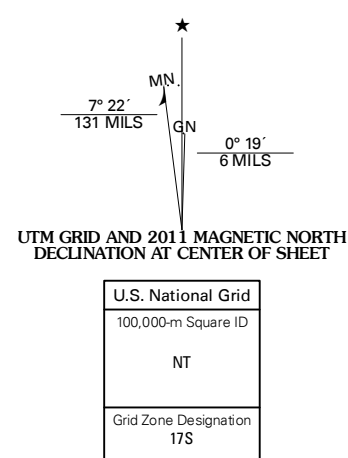 ★
MN
7° 22´
131 MILS
GN
0° 19´
6 MILS
UTM GRID AND 2011 MAGNETIC NORTH
DECLINATION AT CENTER OF SHEET
U.S. National Grid
100,000-m Square ID
NT
Grid Zone Designation
17S